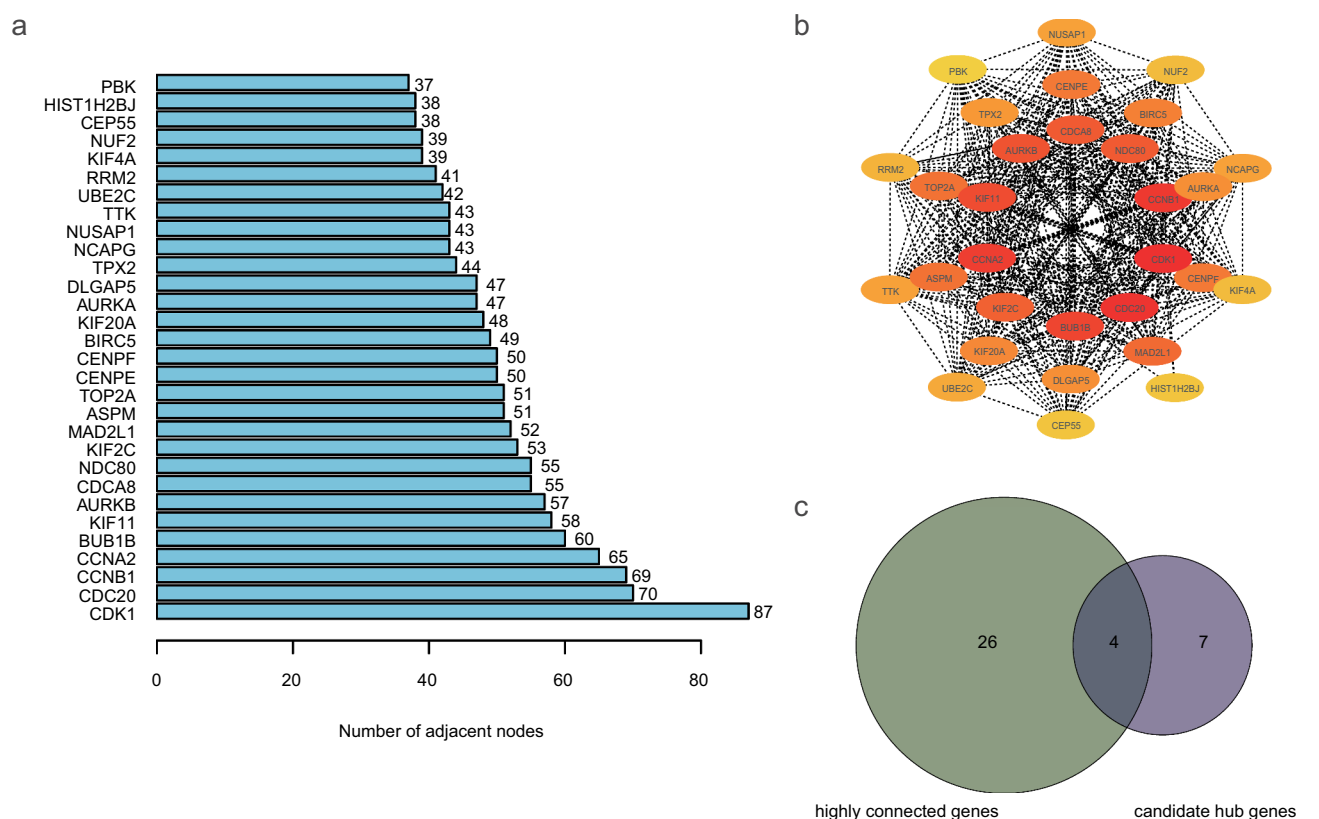 a
PBK 37
HIST1H2BJ 38
CEP55 38
NUF2 39
KIF4A 39
RRM2 41
UBE2C 42
TTK 43
NUSAP1 43
NCAPG 43
TPX2 44
DLGAP5 47
AURKA 47
KIF20A 48
BIRC5 49
CENPF 50
CENPE 50
TOP2A 51
ASPM 51
MAD2L1 52
KIF2C 53
NDC80 55
CDCA8 55
AURKB 57
KIF11 58
BUB1B 60
CCNA2 65
CCNB1 69
CDC20 70
CDK1 87
0 20 40 60 80
Number of adjacent nodes
b
NUSAP1
PBK
NUF2
CENPE
TPX2
BIRC5
CDCA8
AURKB
NDC80
RRM2
NCAPG
TOP2A
AURKA
KIF11
CCNB1
CCNA2
CDK1
ASPM
CENPF
TTK
KIF4A
KIF2C
CDC20
BUB1B
KIF20A
MAD2L1
DLGAP5
UBE2C
HIST1H2BJ
CEP55
c
26
4
7
highly connected genes
candidate hub genes